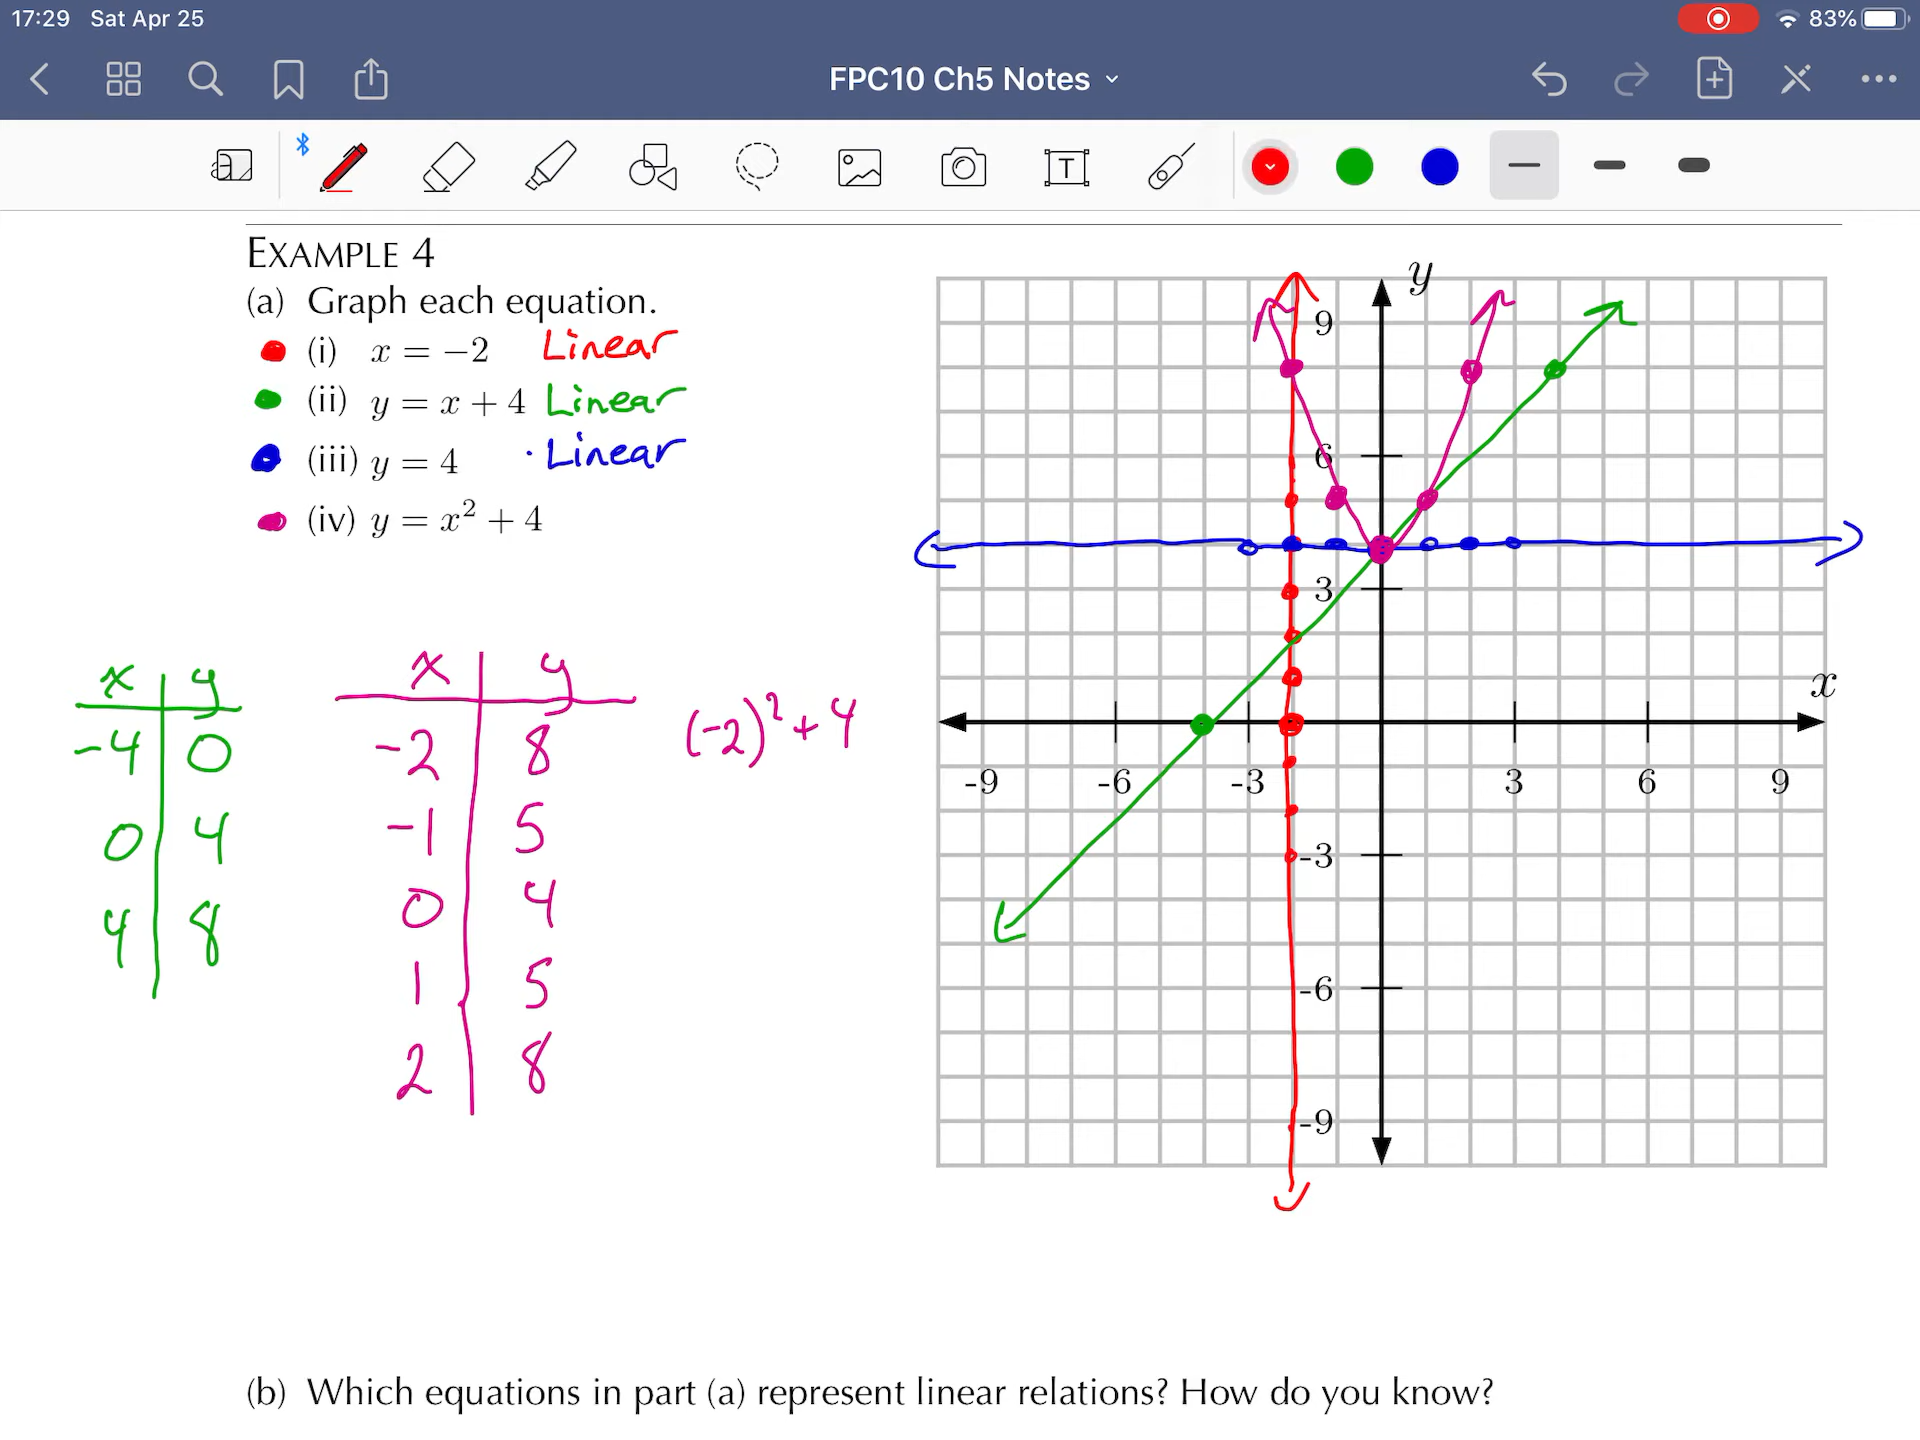 17:29 Sat Apr 25 83%
FPC10 Ch5 Notes
T
EXAMPLE 4
(a) Graph each equation.
(i) x = −2 Linear
(ii) y = x + 4 Linear
(iii) y = 4 Linear
(iv) y = x² + 4
x y
-4 0
0 4
4 8
x y
-2 8
-1 5
0 4
1 5
2 8
(-2)² + 4
y
9
6
3
x
-9 -6 -3 3 6 9
-3
-6
-9
(b) Which equations in part (a) represent linear relations? How do you know?